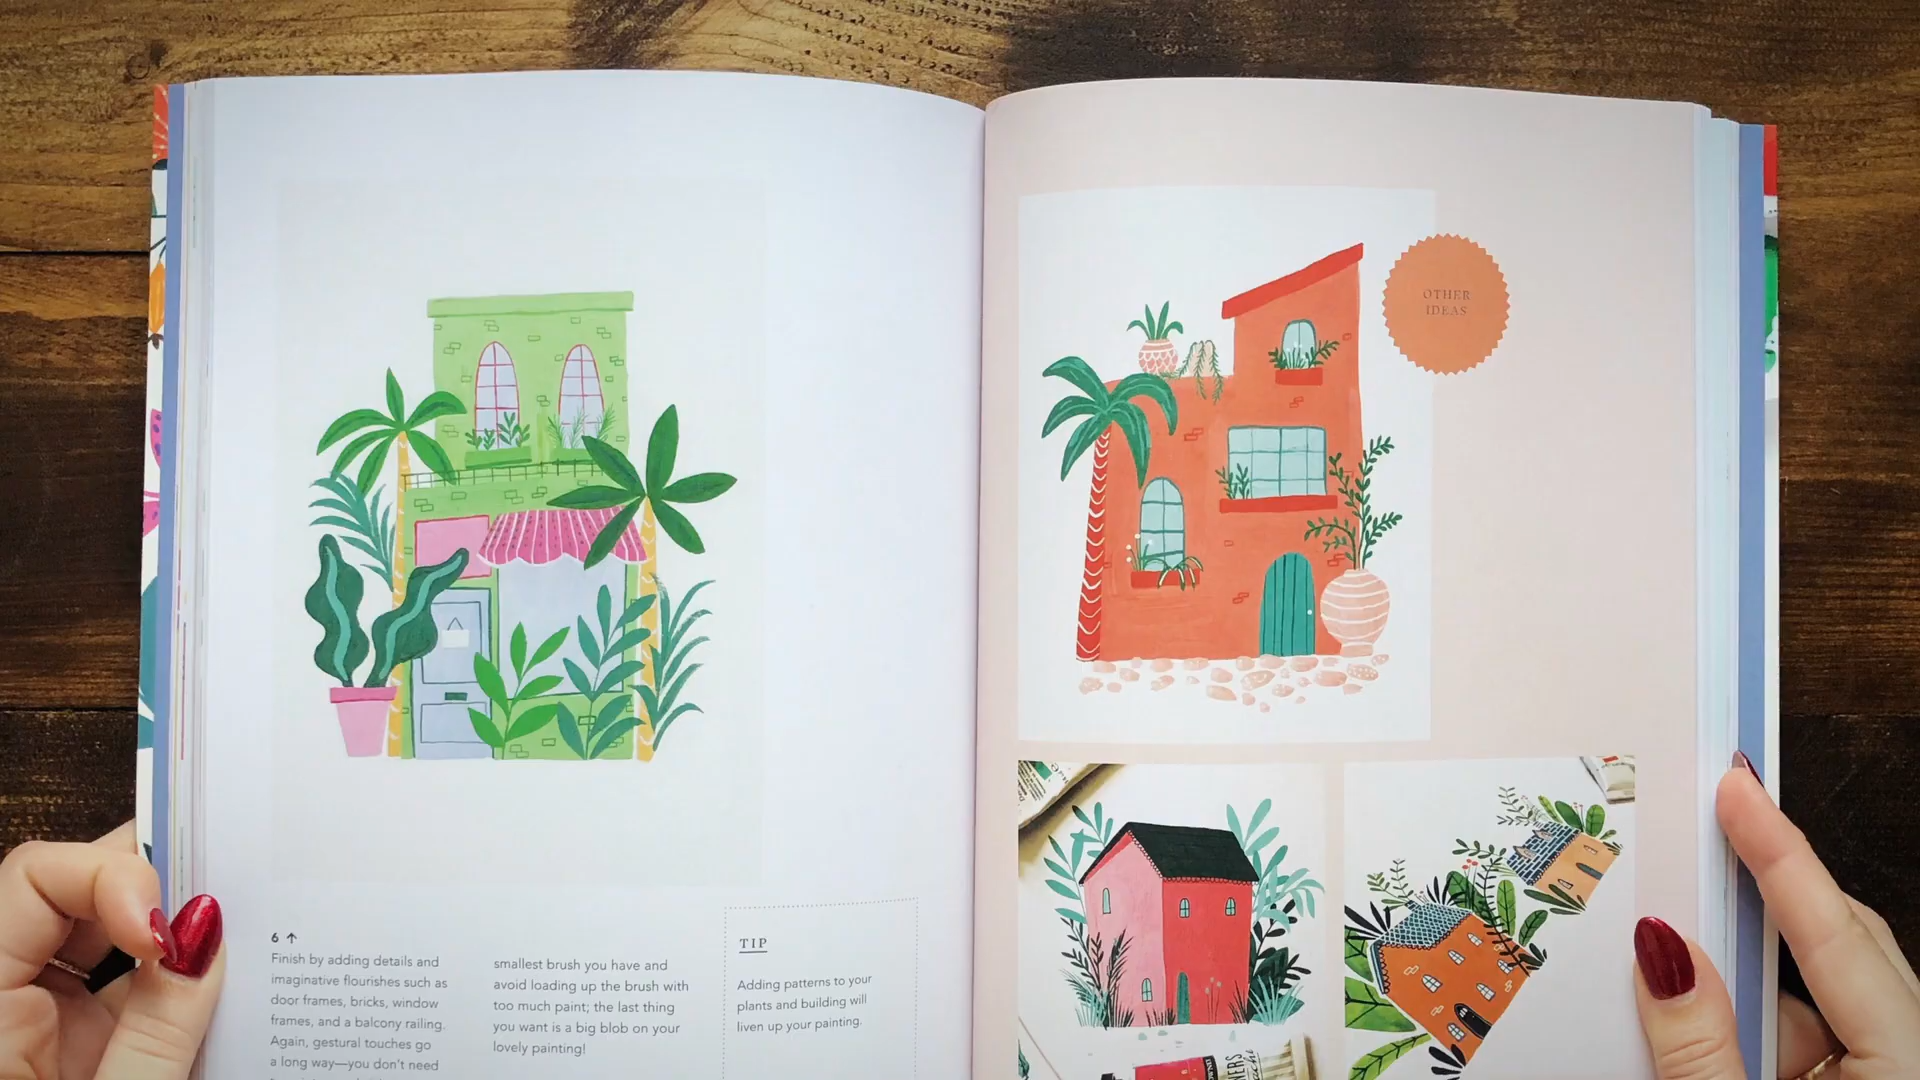 6 ↑
Finish by adding details and
imaginative flourishes such as
door frames, bricks, window
frames, and a balcony railing.
Again, gestural touches go
a long way—you don't need
smallest brush you have and
avoid loading up the brush with
too much paint; the last thing
you want is a big blob on your
lovely painting!
TIP
Adding patterns to your
plants and building will
liven up your painting.
OTHER
IDEAS